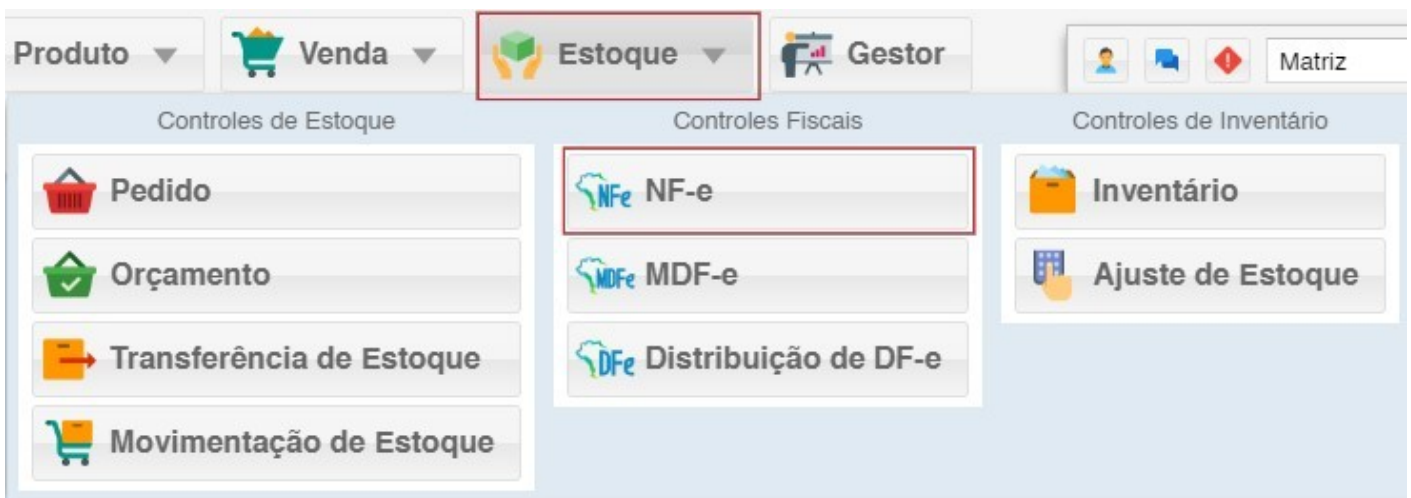 Produto
Venda
Estoque
Gestor
Matriz
Controles de Estoque
Controles Fiscais
Controles de Inventário
Pedido
NFe NF-e
Inventário
Orçamento
MDFe MDF-e
Ajuste de Estoque
Transferência de Estoque
DFe Distribuição de DF-e
Movimentação de Estoque